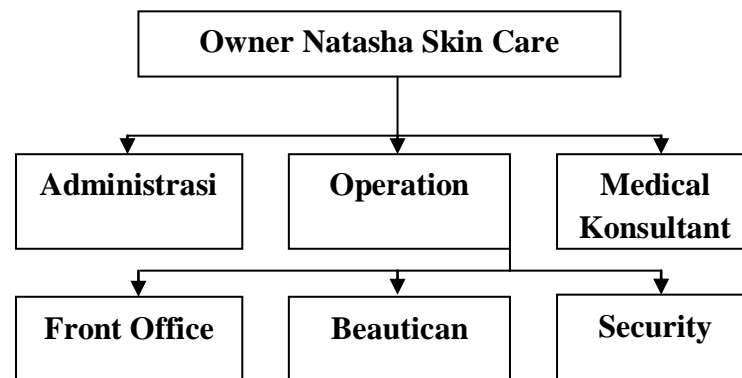 Owner Natasha Skin Care
Administrasi
Operation
Medical
Konsultant
Front Office
Beautican
Security